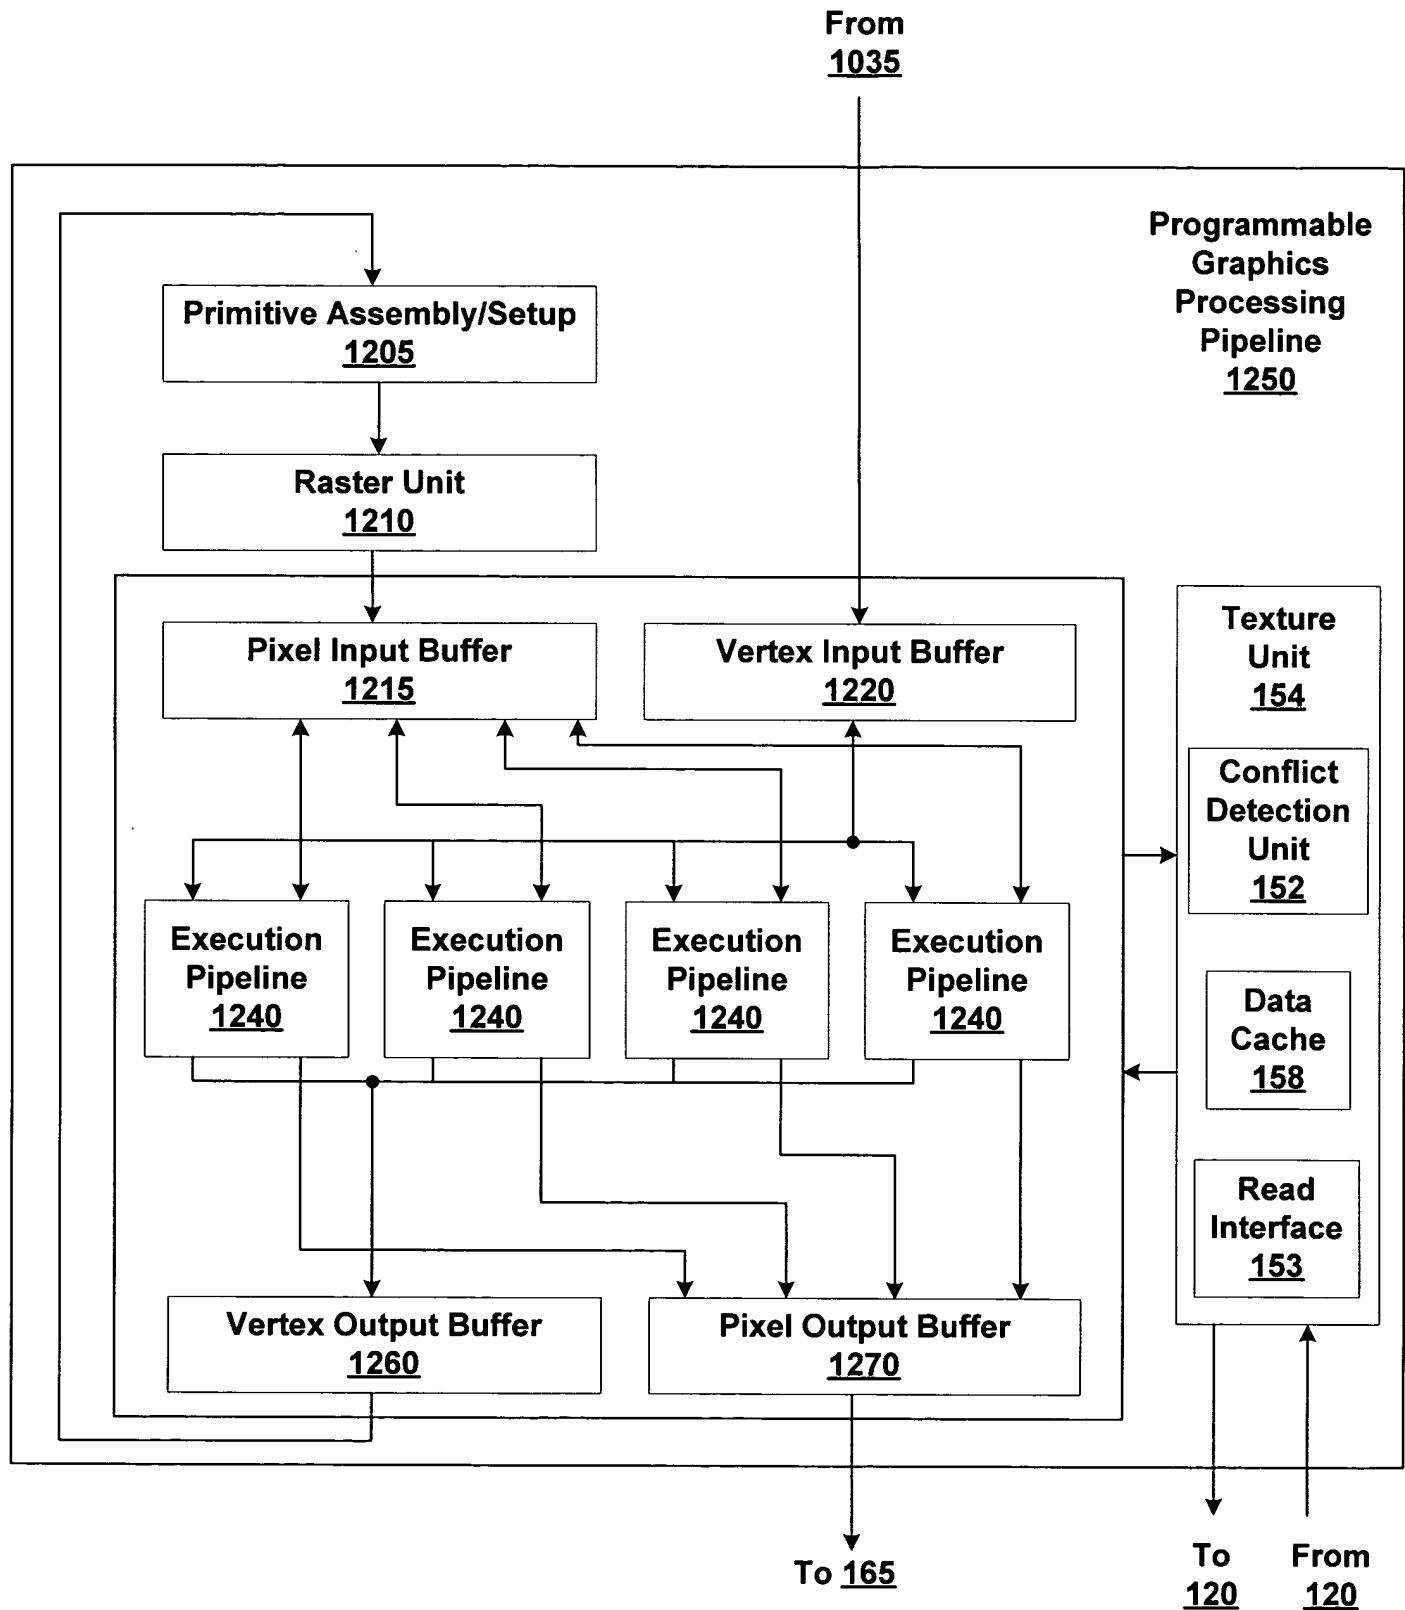 From
1035
Programmable
Graphics
Processing
Pipeline
1250
Primitive Assembly/Setup
1205
Raster Unit
1210
Pixel Input Buffer
1215
Vertex Input Buffer
1220
Texture
Unit
154
Conflict
Detection
Unit
152
Execution
Pipeline
1240
Execution
Pipeline
1240
Execution
Pipeline
1240
Execution
Pipeline
1240
Data
Cache
158
Read
Interface
153
Vertex Output Buffer
1260
Pixel Output Buffer
1270
To 165
To
120
From
120